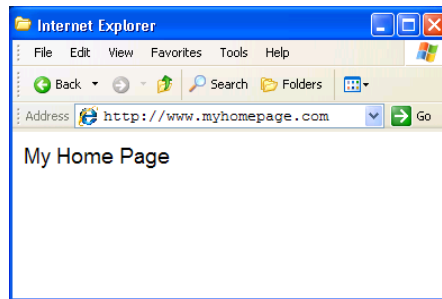 Internet Explorer
File Edit View Favorites Tools Help
Back Search Folders
Address http://www.myhomepage.com Go
My Home Page